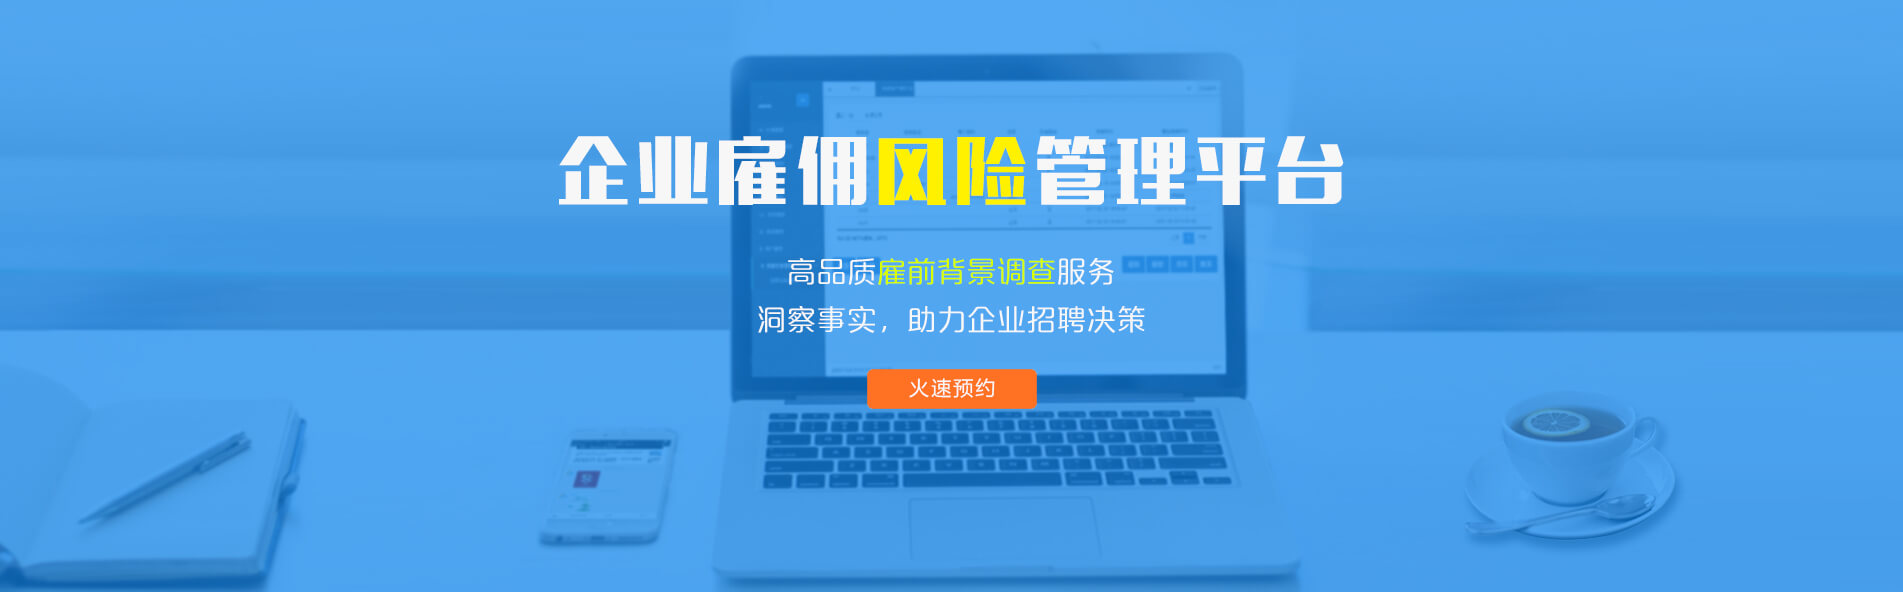 企业雇佣风险管理平台
高品质雇前背景调查服务
洞察事实，助力企业招聘决策
火速预约